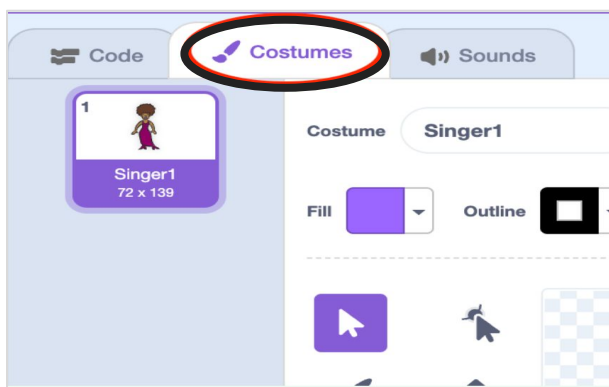 Code
Costumes
Sounds
1
Singer1
72 x 139
Costume
Singer1
Fill
Outline